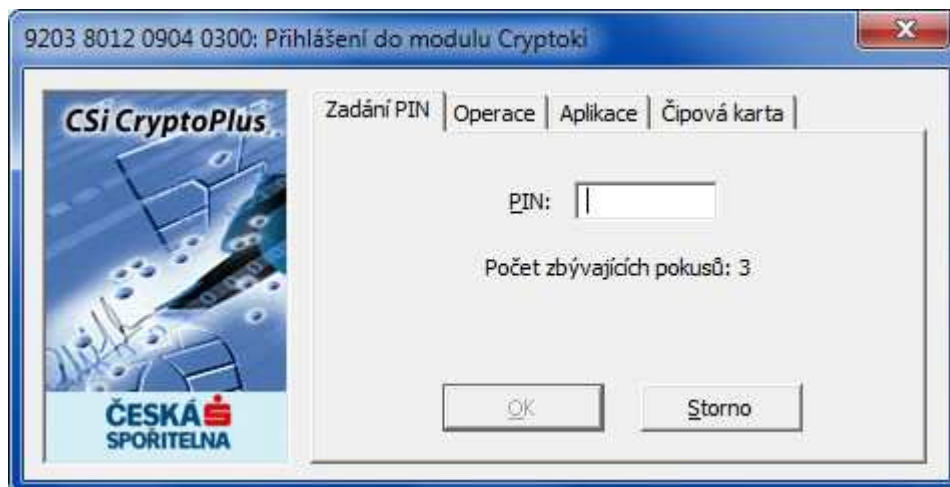 9203 8012 0904 0300: Přihlášení do modulu Cryptoki
CSi CryptoPlus
ČESKÁ
SPOŘITELNA
Zadání PIN
Operace
Aplikace
Čipová karta
PIN:
Počet zbývajících pokusů: 3
OK
Storno